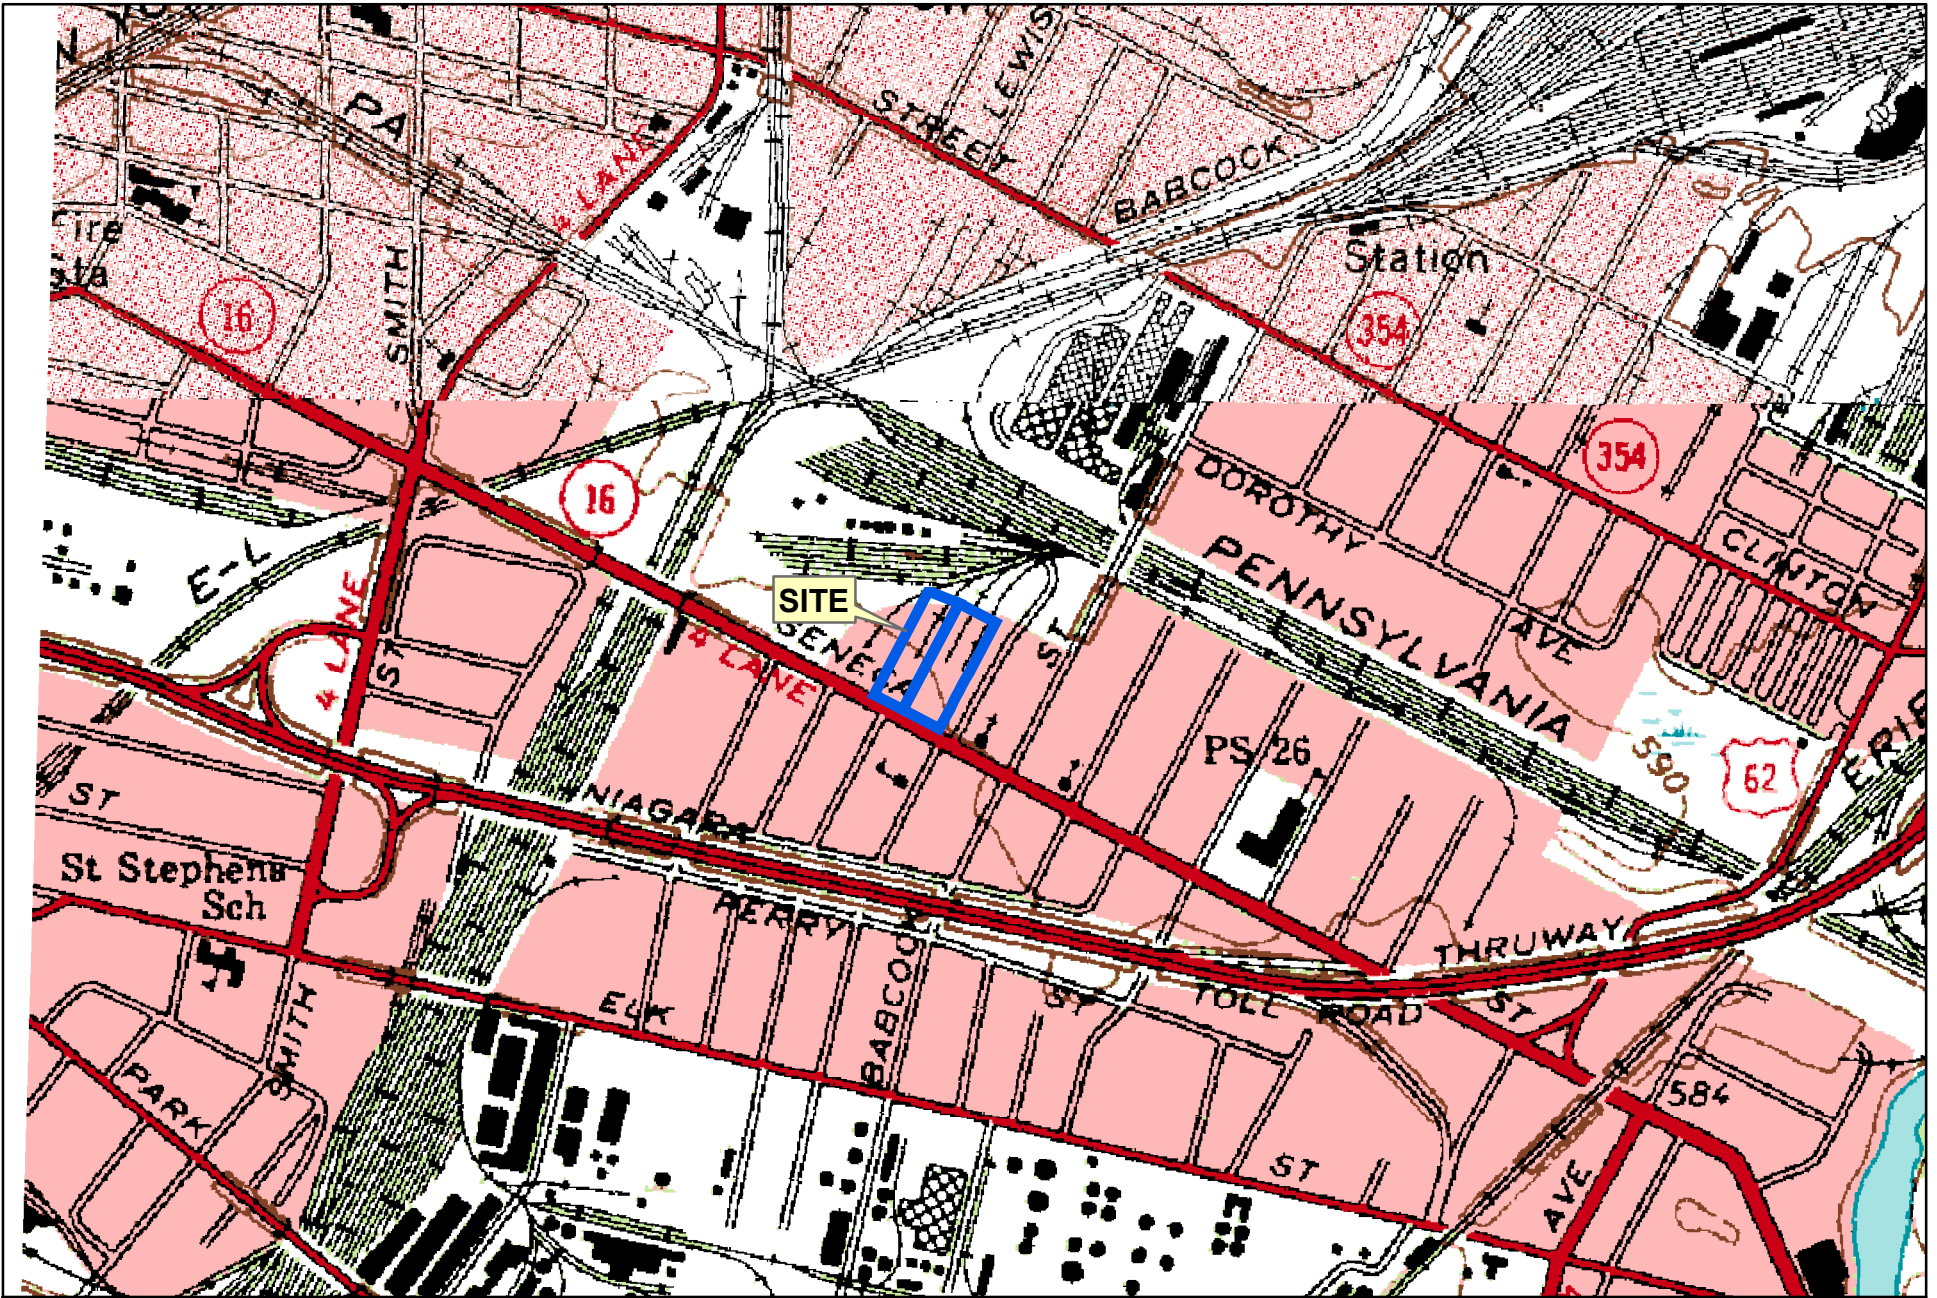 LEWIS
PA
STREET
4 LANE
BABCOCK
ire
Sta
SMITH
Station
16
354
354
16
DOROTHY
CLINTON
E-L
PENNSYLVANIA
AVE
SITE
SENECA
4 LANE
4 LANE
ST
ST
PS 26
590
62
ERIE
ST
NIAGARA
St Stephens
Sch
PERRY
BABCOCK
THRUWAY
ST
TOLL ROAD
ST
ELK
SMITH
PARK
584
ST
AVE